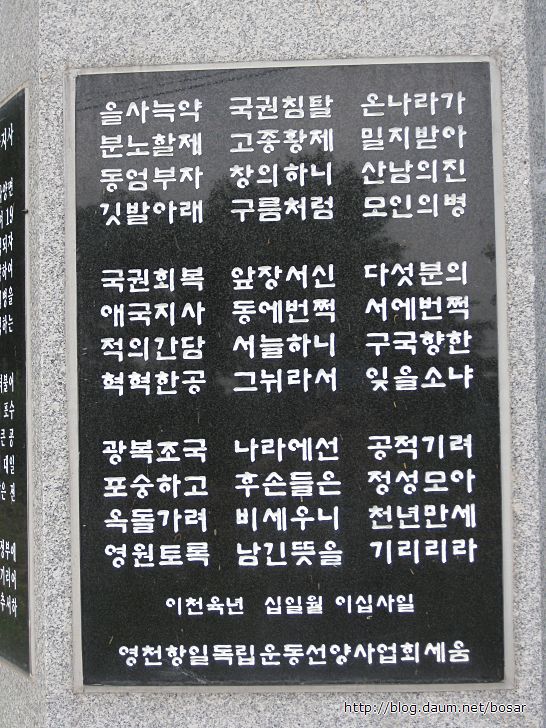 을사늑약 국권침탈 온나라가
분노할제 고종황제 밀지받아
동엄부자 창의하니 산남의진
깃발아래 구름처럼 모인의병
국권회복 앞장서신 다섯분의
애국지사 동에번쩍 서에번쩍
적의간담 서늘하니 구국향한
혁혁한공 그뉘라서 잊을소냐
광복조국 나라에선 공적기려
포숭하고 후손들은 정성모아
옥돌가려 비세우니 천년만세
영원토록 남긴뜻을 기리리라
이천육년 십일월 이십사일
영천항일독립운동선양사업회세움
http://blog.daum.net/bosar